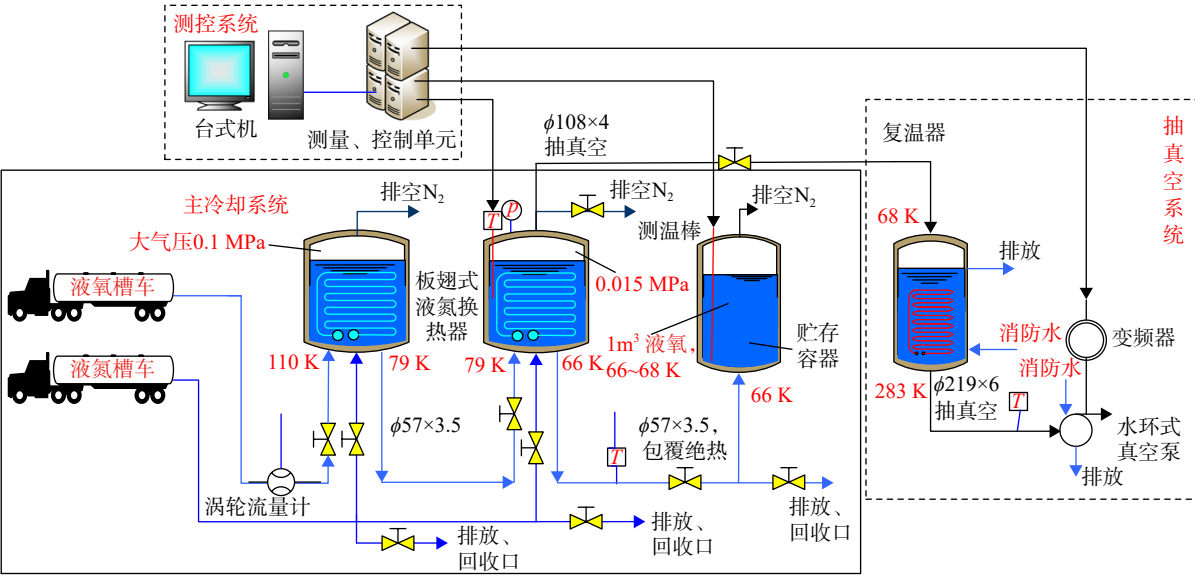 测控系统
台式机
测量、控制单元
ϕ108×4
抽真空
复温器
抽真空系统
主冷却系统
大气压0.1 MPa
排空N₂
排空N₂
测温棒
排空N₂
68 K
排放
T
p
0.015 MPa
液氧槽车
板翅式
液氮换
热器
1m³ 液氧，
66~68 K
贮存
容器
消防水
消防水
变频器
液氮槽车
110 K
79 K
79 K
66 K
66 K
283 K
ϕ219×6
抽真空
T
水环式
真空泵
排放
ϕ57×3.5
ϕ57×3.5，
包覆绝热
T
涡轮流量计
排放、
回收口
排放、
回收口
排放、
回收口